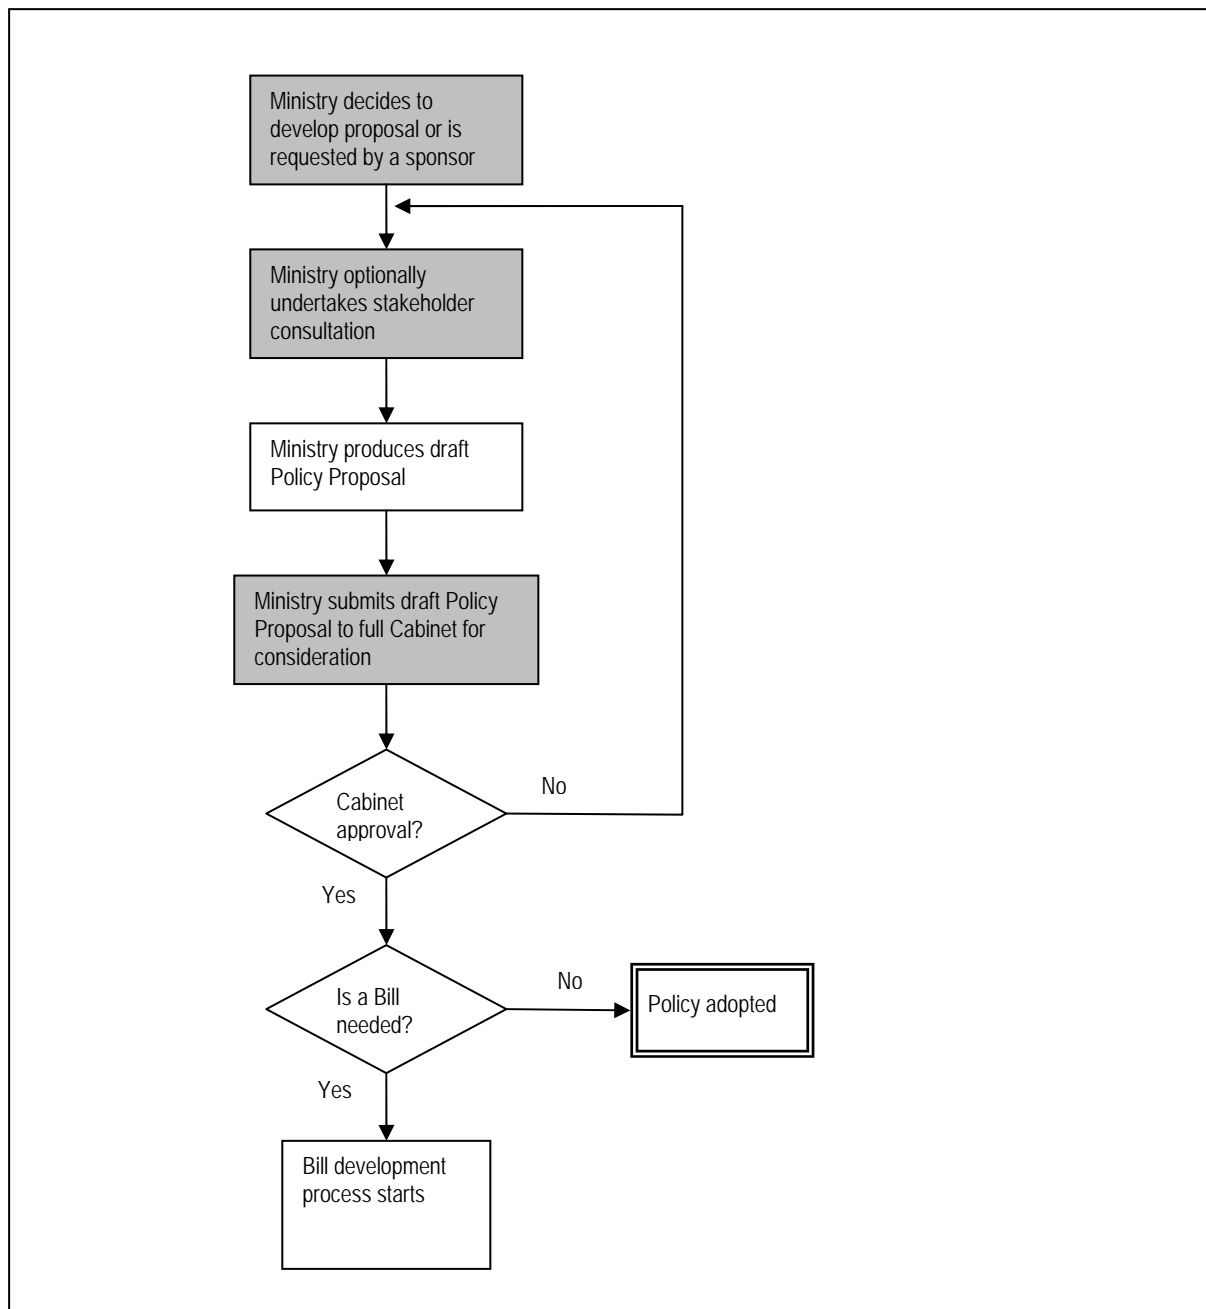 Ministry decides to
develop proposal or is
requested by a sponsor
Ministry optionally
undertakes stakeholder
consultation
Ministry produces draft
Policy Proposal
Ministry submits draft Policy
Proposal to full Cabinet for
consideration
Cabinet
approval?
No
Yes
Is a Bill
needed?
No
Policy adopted
Yes
Bill development
process starts